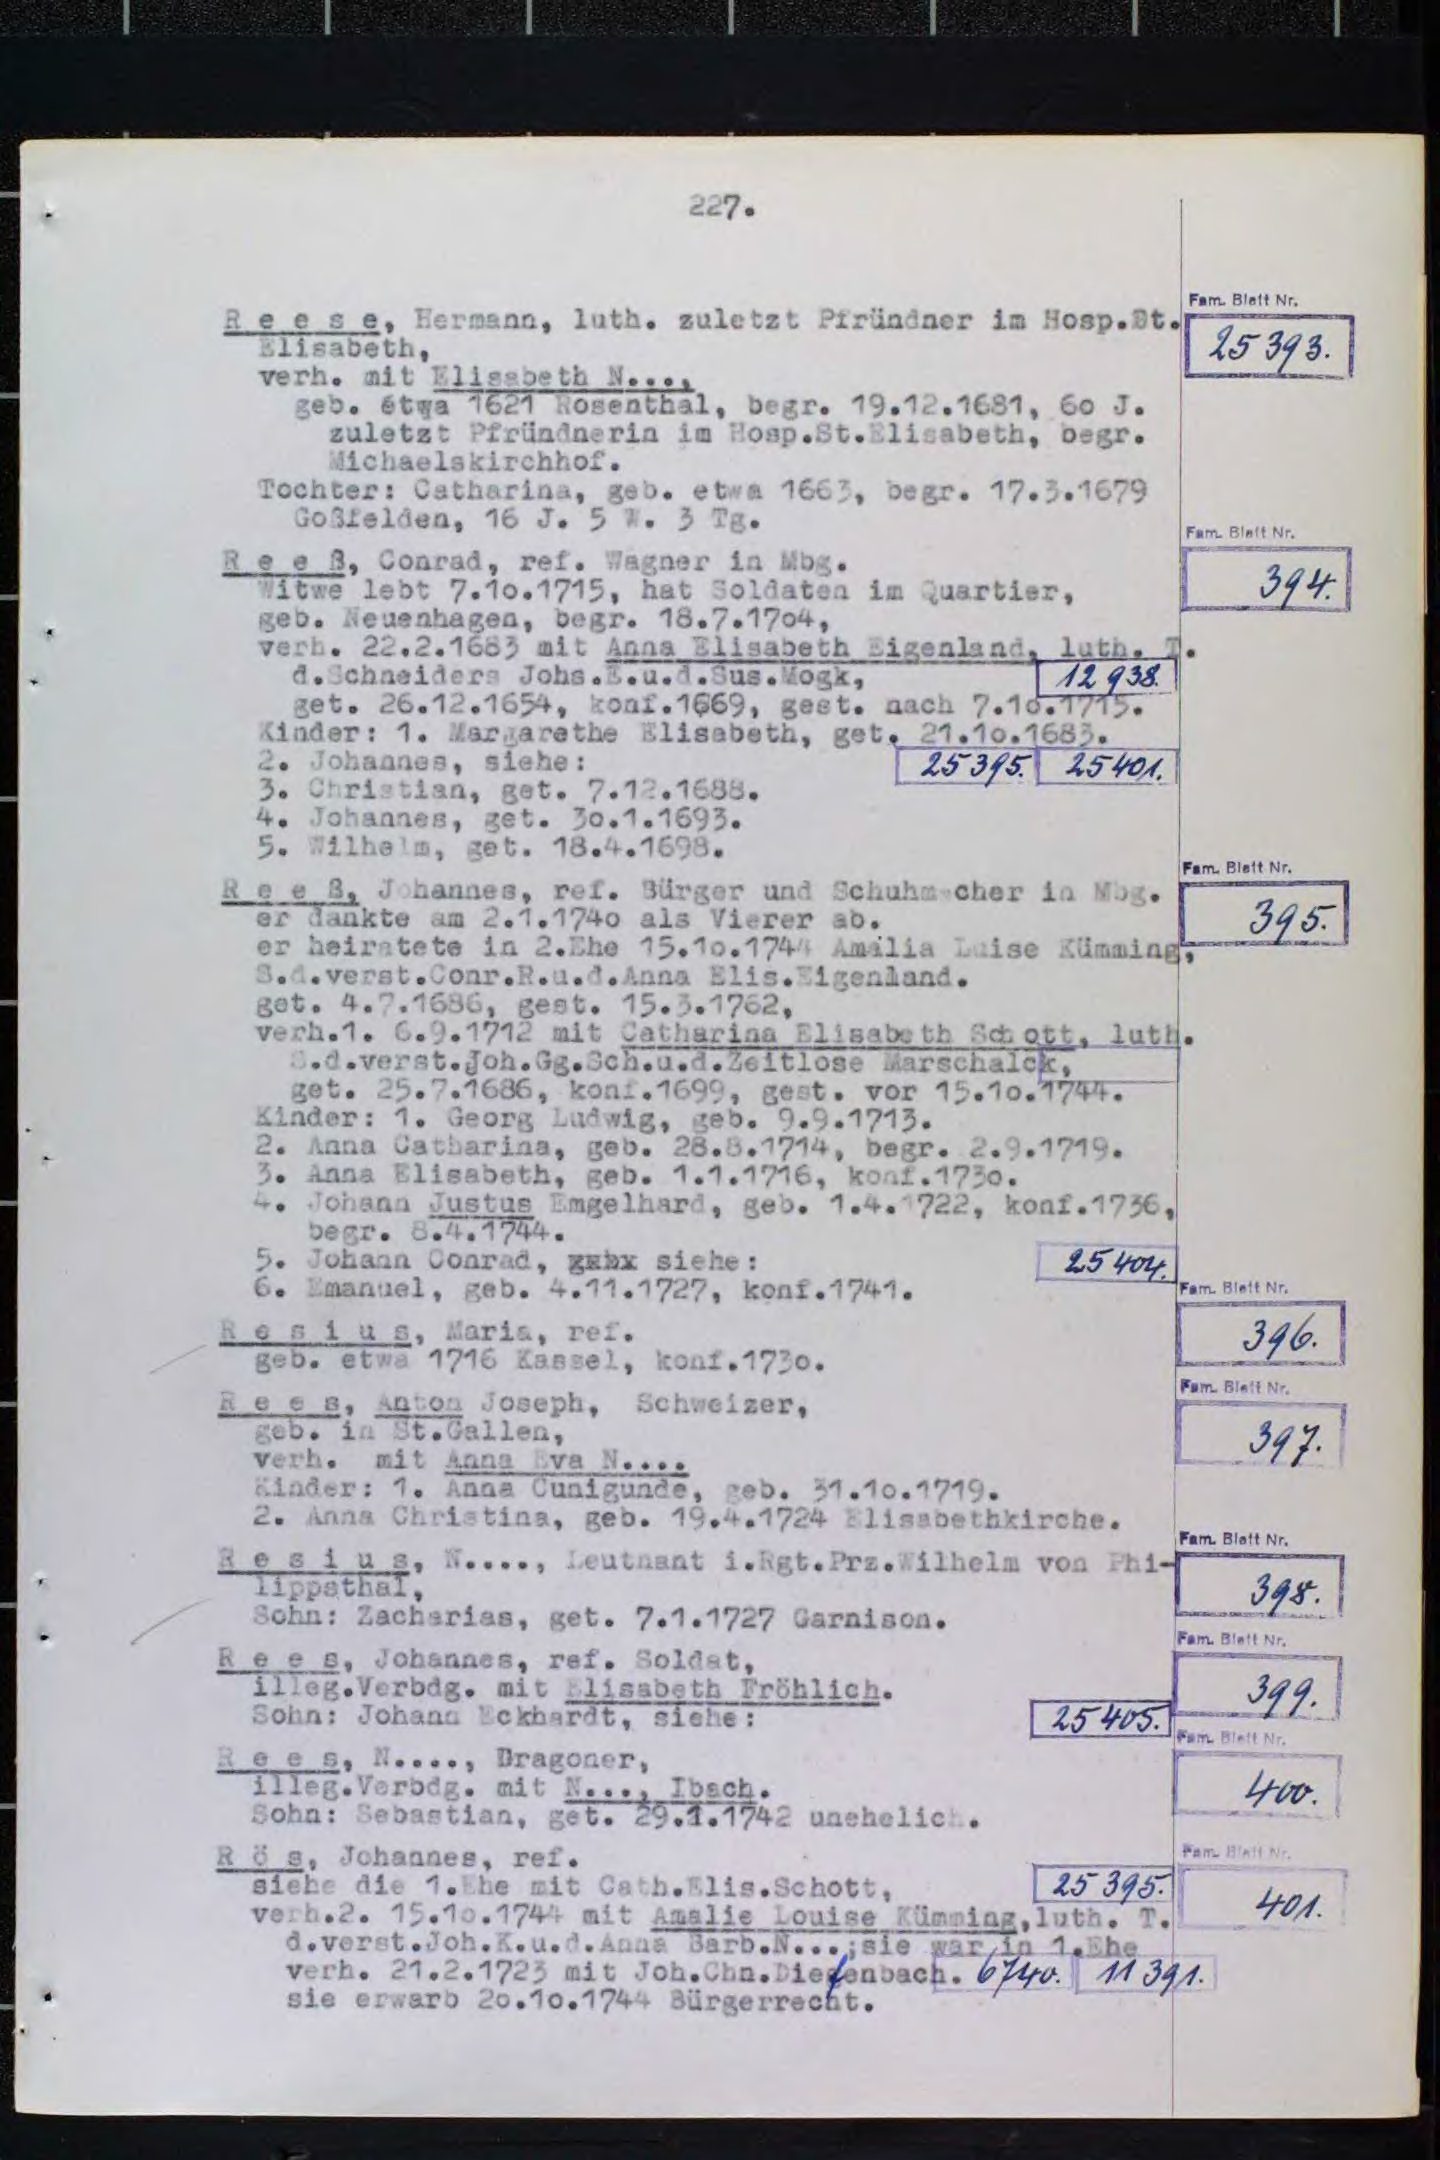 227.
Fam. Blatt Nr.
R e e s e, Hermann, luth. zuletzt Pfründner im Hosp.St.
25393.
Elisabeth,
verh. mit Elisabeth N...,
geb. etwa 1621 Rosenthal, begr. 19.12.1681, 60 J.
zuletzt Pfründnerin im Hosp.St.Elisabeth, begr.
Michaelskirchhof.
Tochter: Catharina, geb. etwa 1663, begr. 17.3.1679
Goßfelden, 16 J. 5 W. 3 Tg.
Fam. Blatt Nr.
R e e ß, Conrad, ref. Wagner in Mbg.
394.
Witwe lebt 7.10.1715, hat Soldaten im Quartier,
geb. Neuenhagen, begr. 18.7.1704,
verh. 22.2.1683 mit Anna Elisabeth Eigenland, luth. T.
d.Schneiders Johs.E.u.d.Sus.Mogk, 12938.
get. 26.12.1654, konf.1669, gest. nach 7.10.1715.
Kinder: 1. Margarethe Elisabeth, get. 21.10.1683.
2. Johannes, siehe: 25395. 25401.
3. Christian, get. 7.12.1688.
4. Johannes, get. 30.1.1693.
5. Wilhelm, get. 18.4.1698.
Fam. Blatt Nr.
R e e ß, Johannes, ref. Bürger und Schuhmacher in Mbg.
395.
er dankte am 2.1.1740 als Vierer ab.
er heiratete in 2.Ehe 15.10.1744 Amalia Luise Kümming,
S.d.verst.Conr.R.u.d.Anna Elis.Eigenland.
get. 4.7.1686, gest. 15.3.1762,
verh.1. 6.9.1712 mit Catharina Elisabeth Schott, luth.
S.d.verst.Joh.Gg.Sch.u.d.Zeitlose Marschalck,
get. 25.7.1686, konf.1699, gest. vor 15.10.1744.
Kinder: 1. Georg Ludwig, geb. 9.9.1713.
2. Anna Catharina, geb. 28.8.1714, begr. 2.9.1719.
3. Anna Elisabeth, geb. 1.1.1716, konf.1730.
4. Johann Justus Emgelhard, geb. 1.4.1722, konf.1736,
begr. 8.4.1744.
5. Johann Conrad, siehe: 25404.
6. Emanuel, geb. 4.11.1727, konf.1741.
Fam. Blatt Nr.
R e s i u s, Maria, ref.
396.
geb. etwa 1716 Kassel, konf.1730.
Fam. Blatt Nr.
R e e s, Anton Joseph, Schweizer,
397.
geb. in St.Gallen,
verh. mit Anna Eva N....
Kinder: 1. Anna Cunigunde, geb. 31.10.1719.
2. Anna Christina, geb. 19.4.1724 Elisabethkirche.
Fam. Blatt Nr.
R e s i u s, N...., Leutnant i.Rgt.Prz.Wilhelm von Phi-
398.
lippsthal,
Sohn: Zacharias, get. 7.1.1727 Garnison.
Fam. Blatt Nr.
R e e s, Johannes, ref. Soldat,
399.
illeg.Verbdg. mit Elisabeth Fröhlich.
Sohn: Johann Eckhardt, siehe: 25405.
Fam. Blatt Nr.
R e e s, N...., Dragoner,
400.
illeg.Verbdg. mit N..., Ibach.
Sohn: Sebastian, get. 29.1.1742 unehelich.
Fam. Blatt Nr.
R ö s, Johannes, ref.
siehe die 1.Ehe mit Cath.Elis.Schott, 25395.
401.
verh.2. 15.10.1744 mit Amalie Louise Kümming,luth. T.
d.verst.Joh.K.u.d.Anna Barb.N...;sie war in 1.Ehe
verh. 21.2.1723 mit Joh.Chn.Diefenbach. 6740. 11391.
sie erwarb 20.10.1744 Bürgerrecht.